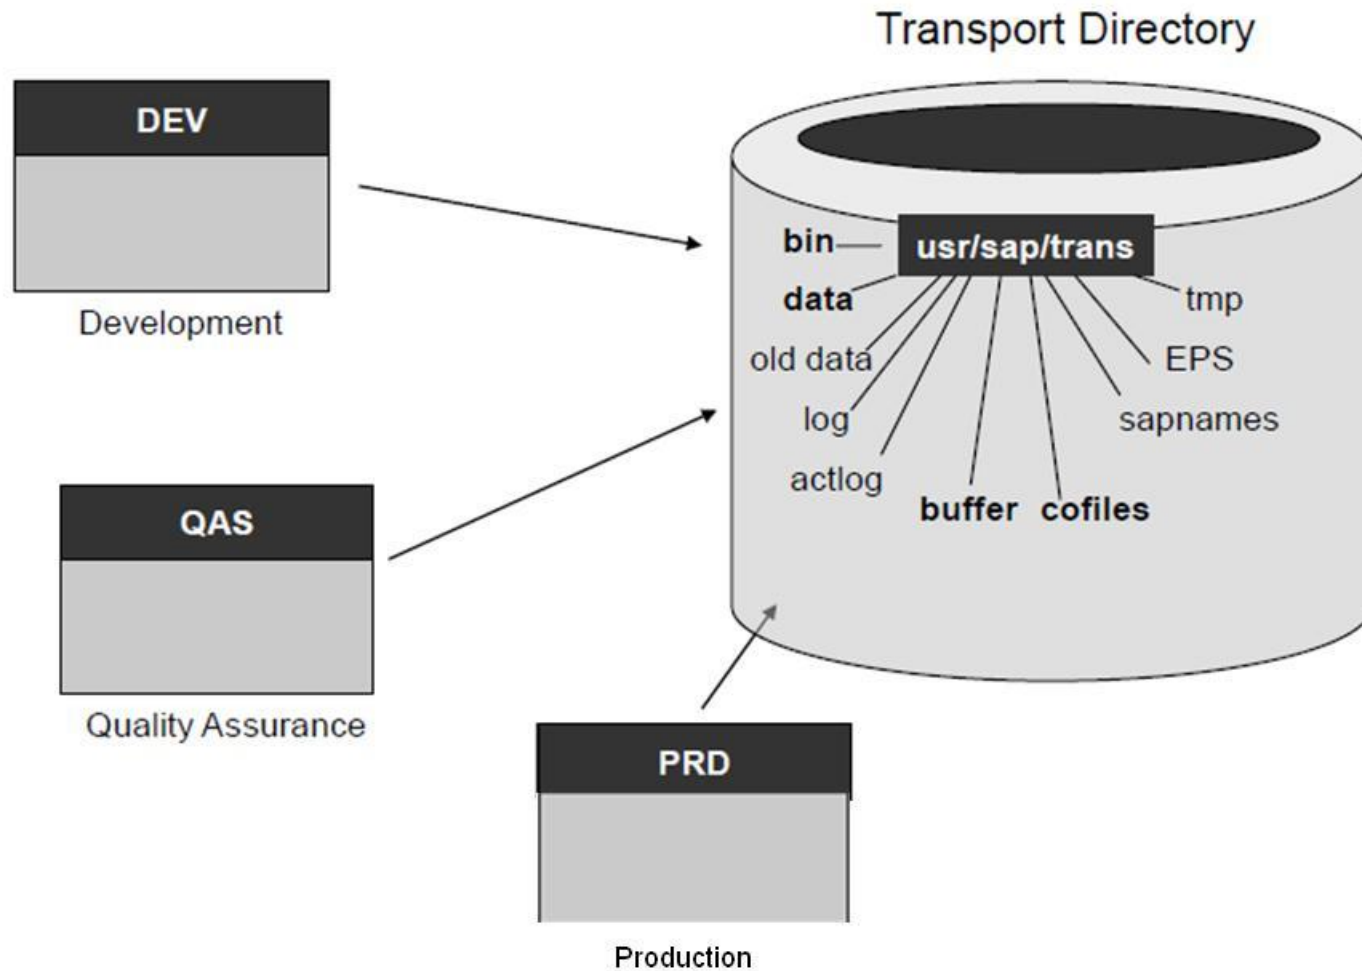 Transport Directory
DEV
Development
bin
usr/sap/trans
data
tmp
old data
EPS
log
sapnames
actlog
buffer
cofiles
QAS
Quality Assurance
PRD
Production